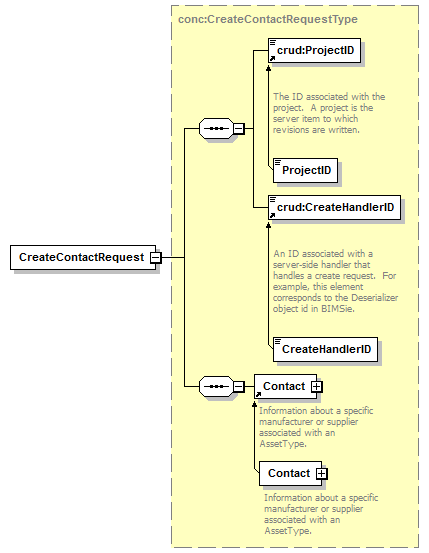 conc:CreateContactRequestType
crud:ProjectID
The ID associated with the
project.  A project is the
server item to which
revisions are written.
ProjectID
crud:CreateHandlerID
An ID associated with a
server-side handler that
handles a create request.  For
example, this element
corresponds to the Deserializer
object id in BIMSie.
CreateHandlerID
CreateContactRequest
Contact
Information about a specific
manufacturer or supplier
associated with an
AssetType.
Contact
Information about a specific
manufacturer or supplier
associated with an
AssetType.